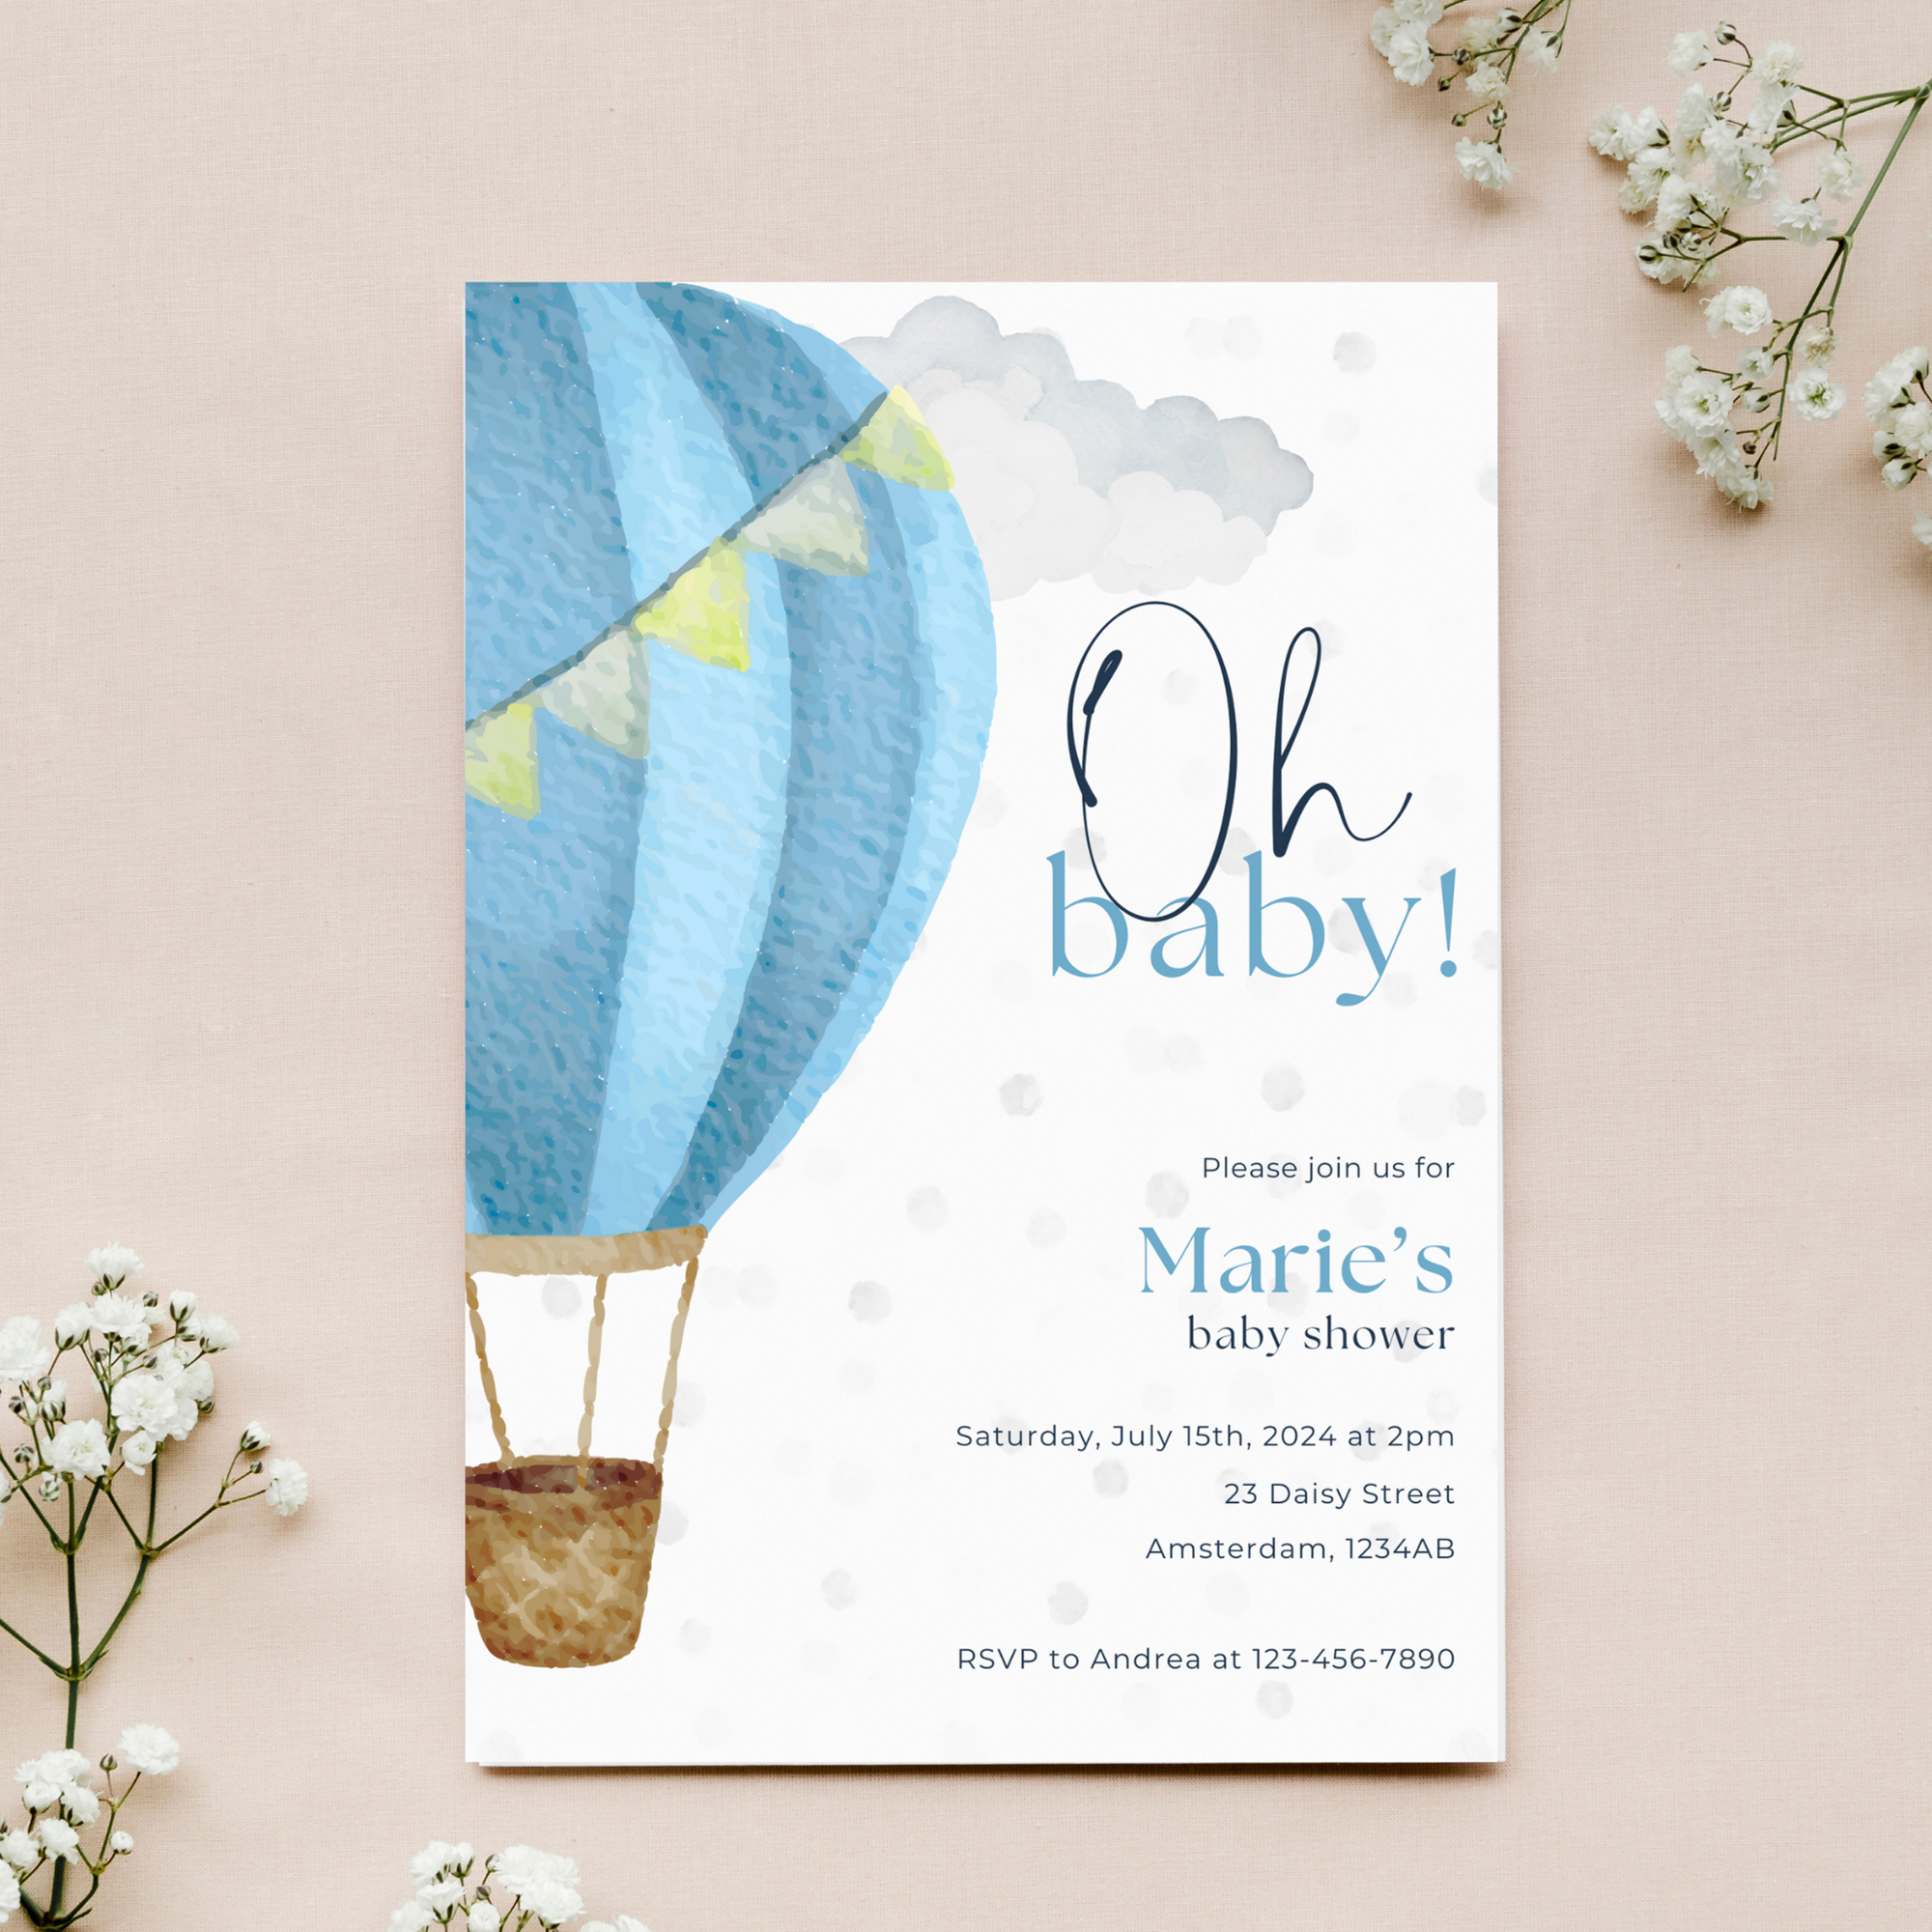 Oh
baby!
Please join us for
Marie’s
baby shower
Saturday, July 15th, 2024 at 2pm
23 Daisy Street
Amsterdam, 1234AB
RSVP to Andrea at 123-456-7890